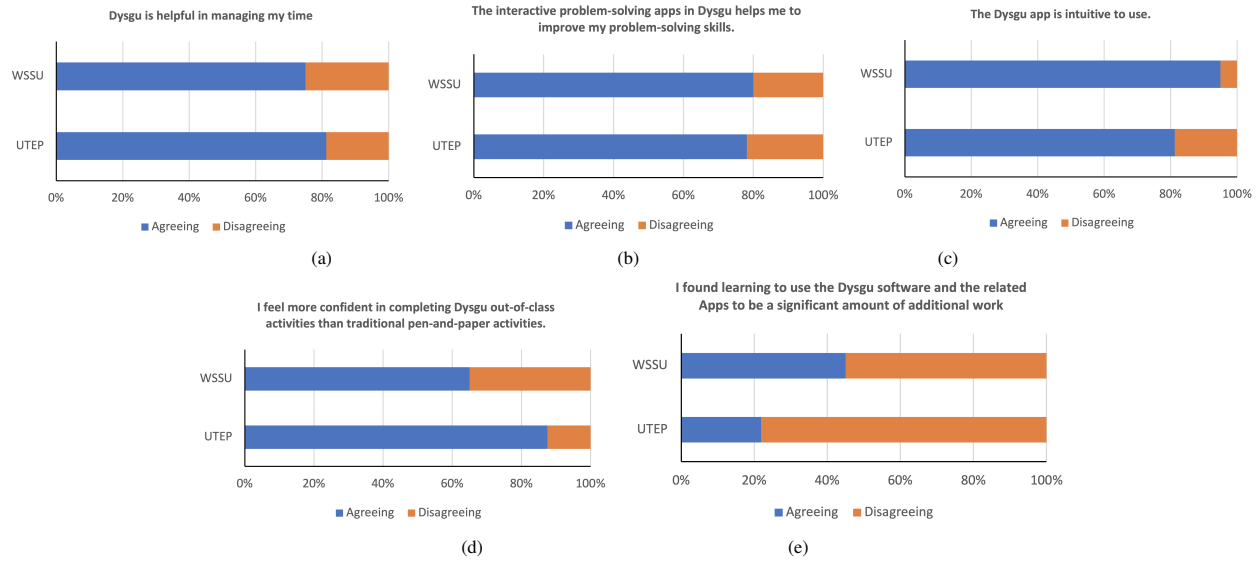 Dysgu is helpful in managing my time
WSSU
UTEP
0% 20% 40% 60% 80% 100%
Agreeing Disagreeing
(a)
The interactive problem-solving apps in Dysgu helps me to
improve my problem-solving skills.
WSSU
UTEP
0% 20% 40% 60% 80% 100%
Agreeing Disagreeing
(b)
The Dysgu app is intuitive to use.
WSSU
UTEP
0% 20% 40% 60% 80% 100%
Agreeing Disagreeing
(c)
I feel more confident in completing Dysgu out-of-class
activities than traditional pen-and-paper activities.
WSSU
UTEP
0% 20% 40% 60% 80% 100%
Agreeing Disagreeing
(d)
I found learning to use the Dysgu software and the related
Apps to be a significant amount of additional work
WSSU
UTEP
0% 20% 40% 60% 80% 100%
Agreeing Disagreeing
(e)